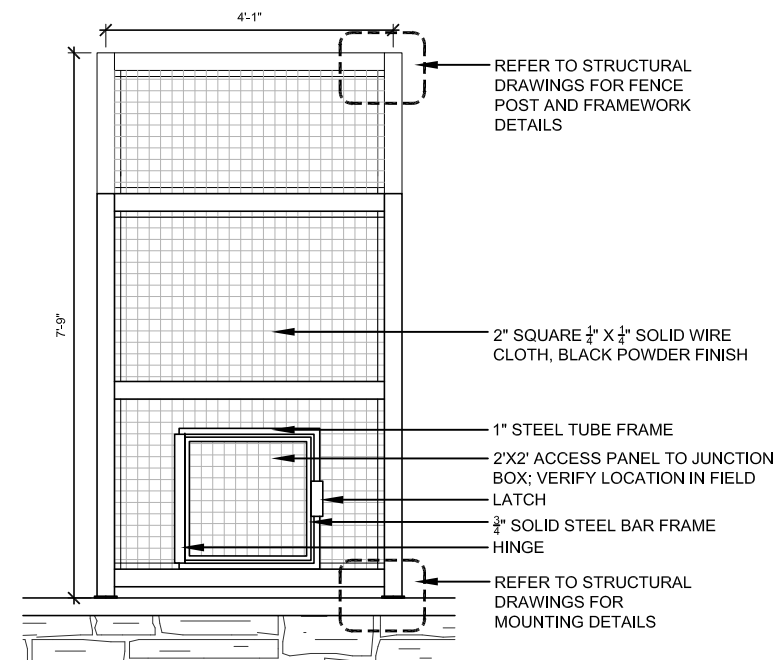 4'-1"
REFER TO STRUCTURAL
DRAWINGS FOR FENCE
POST AND FRAMEWORK
DETAILS
7'-9"
2" SQUARE 1/4" X 1/4" SOLID WIRE
CLOTH, BLACK POWDER FINISH
1" STEEL TUBE FRAME
2'X2' ACCESS PANEL TO JUNCTION
BOX; VERIFY LOCATION IN FIELD
LATCH
3/4" SOLID STEEL BAR FRAME
HINGE
REFER TO STRUCTURAL
DRAWINGS FOR
MOUNTING DETAILS